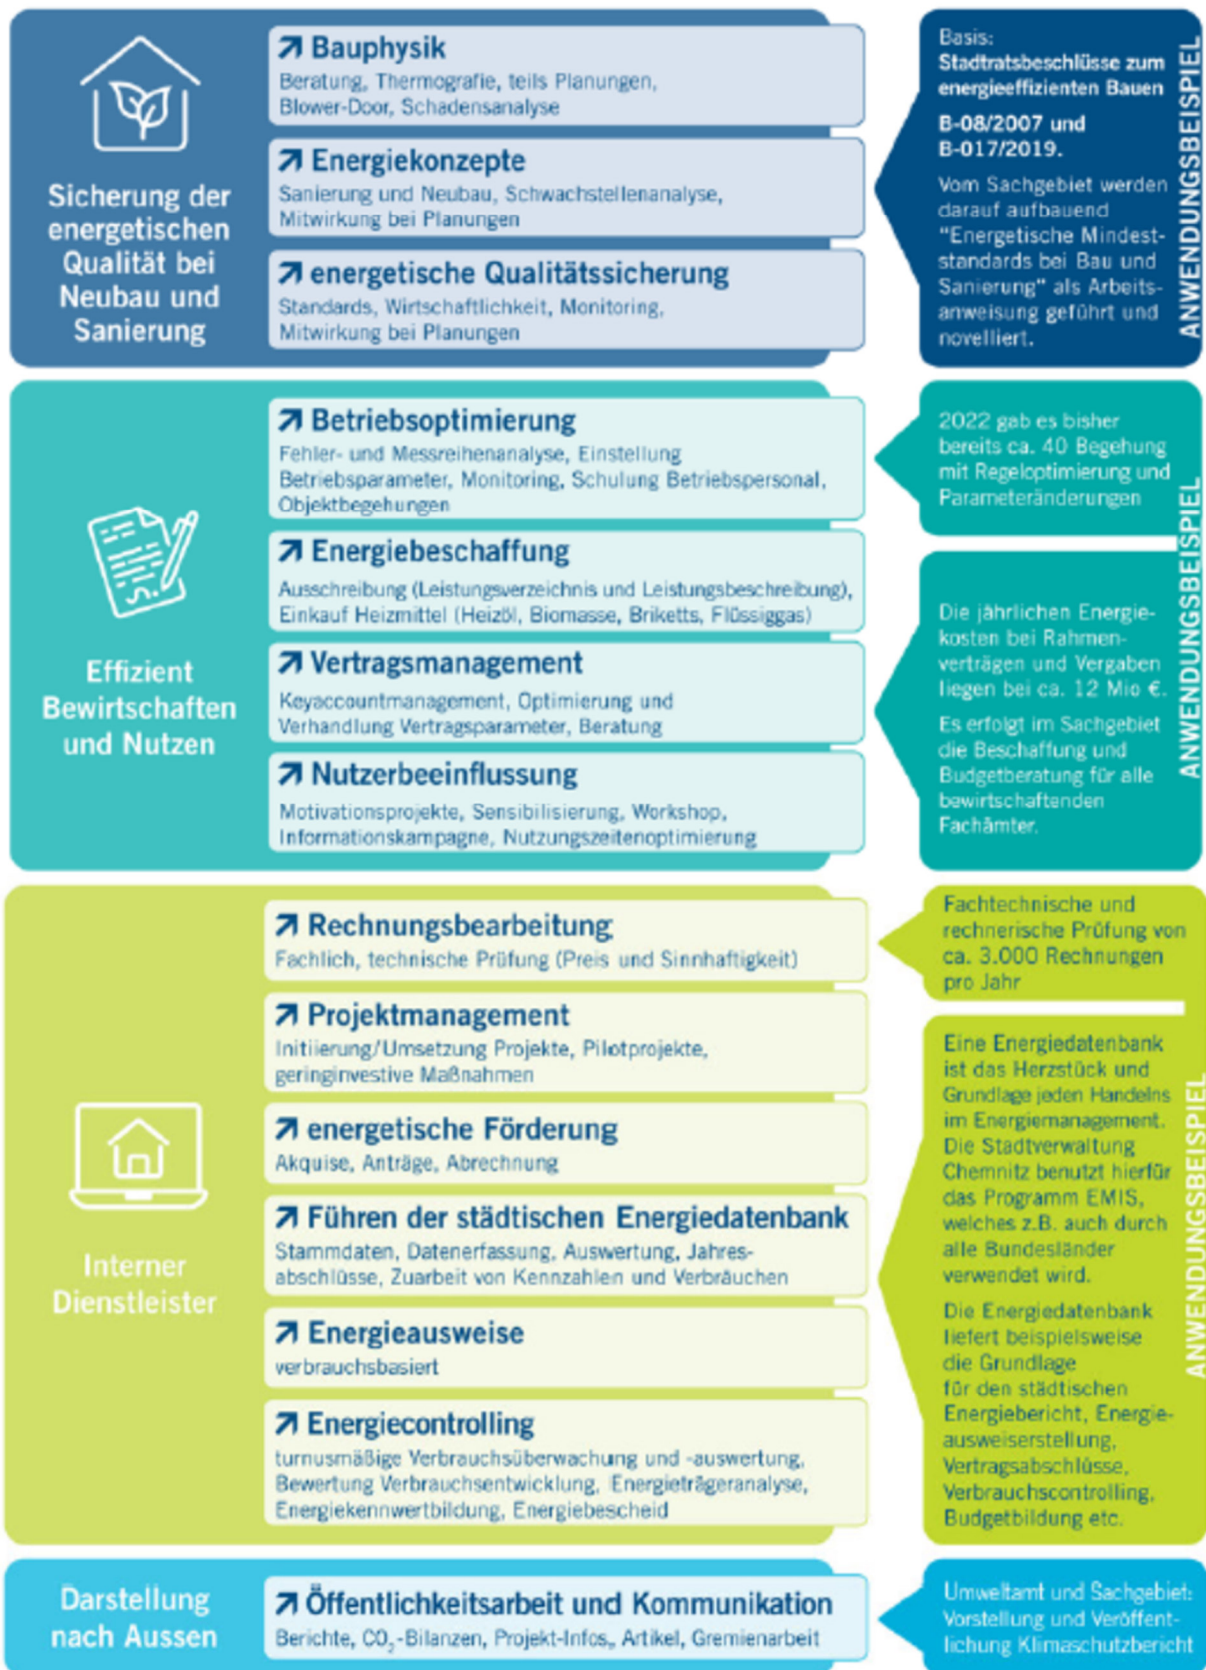 Sicherung der
energetischen
Qualität bei
Neubau und
Sanierung
Bauphysik
Beratung, Thermografie, teils Planungen,
Blower-Door, Schadensanalyse
Energiekonzepte
Sanierung und Neubau, Schwachstellenanalyse,
Mitwirkung bei Planungen
energetische Qualitätssicherung
Standards, Wirtschaftlichkeit, Monitoring,
Mitwirkung bei Planungen
Basis:
Stadtratsbeschlüsse zum
energieeffizienten Bauen
B-08/2007 und
B-017/2019.
Vom Sachgebiet werden
darauf aufbauend
"Energetische Mindest-
standards bei Bau und
Sanierung" als Arbeits-
anweisung geführt und
novelliert.
ANWENDUNGSBEISPIEL
Effizient
Bewirtschaften
und Nutzen
Betriebsoptimierung
Fehler- und Messreihenanalyse, Einstellung
Betriebsparameter, Monitoring, Schulung Betriebspersonal,
Objektbegehungen
Energiebeschaffung
Ausschreibung (Leistungsverzeichnis und Leistungsbeschreibung),
Einkauf Heizmittel (Heizöl, Biomasse, Briketts, Flüssiggas)
Vertragsmanagement
Keyaccountmanagement, Optimierung und
Verhandlung Vertragsparameter, Beratung
Nutzerbeeinflussung
Motivationsprojekte, Sensibilisierung, Workshop,
Informationskampagne, Nutzungszeitenoptimierung
2022 gab es bisher
bereits ca. 40 Begehung
mit Regeloptimierung und
Parameteränderungen
Die jährlichen Energie-
kosten bei Rahmen-
verträgen und Vergaben
liegen bei ca. 12 Mio €.
Es erfolgt im Sachgebiet
die Beschaffung und
Budgetberatung für alle
bewirtschaftenden
Fachämter.
ANWENDUNGSBEISPIEL
Interner
Dienstleister
Rechnungsbearbeitung
Fachlich, technische Prüfung (Preis und Sinnhaftigkeit)
Projektmanagement
Initiierung/Umsetzung Projekte, Pilotprojekte,
geringinvestive Maßnahmen
energetische Förderung
Akquise, Anträge, Abrechnung
Führen der städtischen Energiedatenbank
Stammdaten, Datenerfassung, Auswertung, Jahres-
abschlüsse, Zuarbeit von Kennzahlen und Verbräuchen
Energieausweise
verbrauchsbasiert
Energiecontrolling
turnusmäßige Verbrauchsüberwachung und -auswertung,
Bewertung Verbrauchsentwicklung, Energieträgeranalyse,
Energiekennwertbildung, Energiebescheid
Fachtechnische und
rechnerische Prüfung von
ca. 3.000 Rechnungen
pro Jahr
Eine Energiedatenbank
ist das Herzstück und
Grundlage jeden Handelns
im Energiemanagement.
Die Stadtverwaltung
Chemnitz benutzt hierfür
das Programm EMIS,
welches z.B. auch durch
alle Bundesländer
verwendet wird.
Die Energiedatenbank
liefert beispielsweise
die Grundlage
für den städtischen
Energiebericht, Energie-
ausweiserstellung,
Vertragsabschlüsse,
Verbrauchscontrolling,
Budgetbildung etc.
ANWENDUNGSBEISPIEL
Darstellung
nach Aussen
Öffentlichkeitsarbeit und Kommunikation
Berichte, CO₂-Bilanzen, Projekt-Infos,, Artikel, Gremienarbeit
Umweltamt und Sachgebiet:
Vorstellung und Veröffent-
lichung Klimaschutzbericht